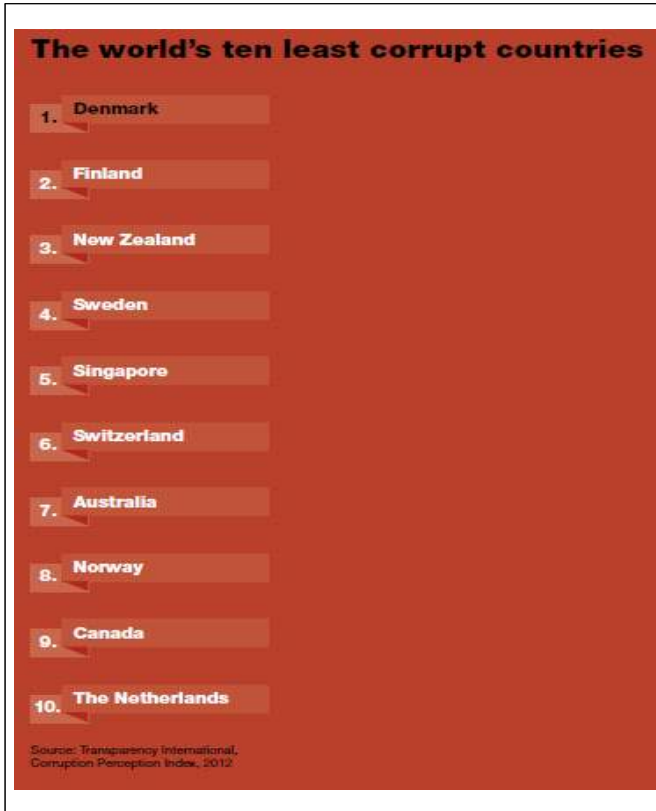 The world’s ten least corrupt countries
1. Denmark
2. Finland
3. New Zealand
4. Sweden
5. Singapore
6. Switzerland
7. Australia
8. Norway
9. Canada
10. The Netherlands
Source: Transparency International,
Corruption Perception Index, 2012